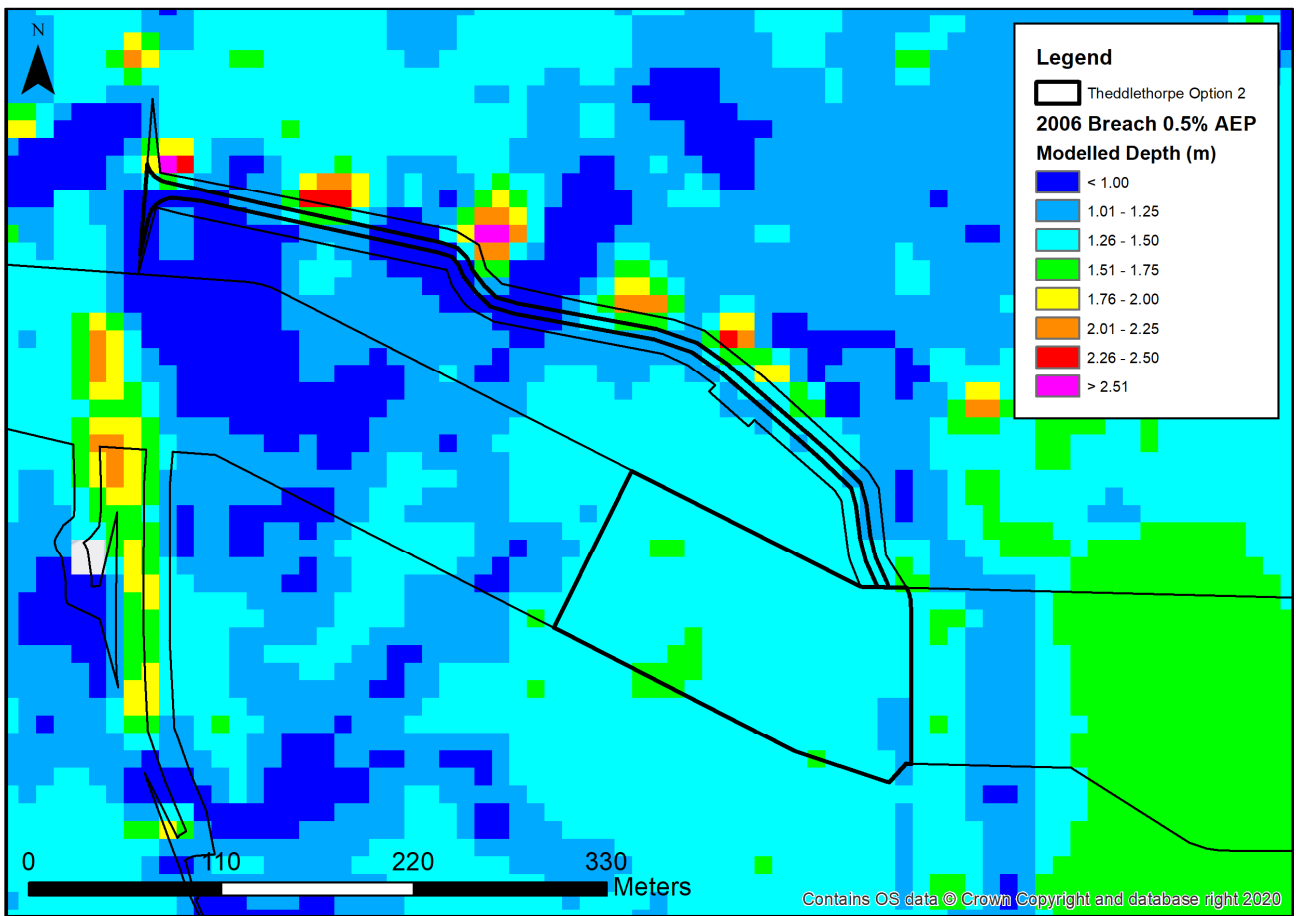 N
Legend
Theddlethorpe Option 2
2006 Breach 0.5% AEP
Modelled Depth (m)
< 1.00
1.01 - 1.25
1.26 - 1.50
1.51 - 1.75
1.76 - 2.00
2.01 - 2.25
2.26 - 2.50
> 2.51
0 110 220 330
Meters
Contains OS data © Crown Copyright and database right 2020